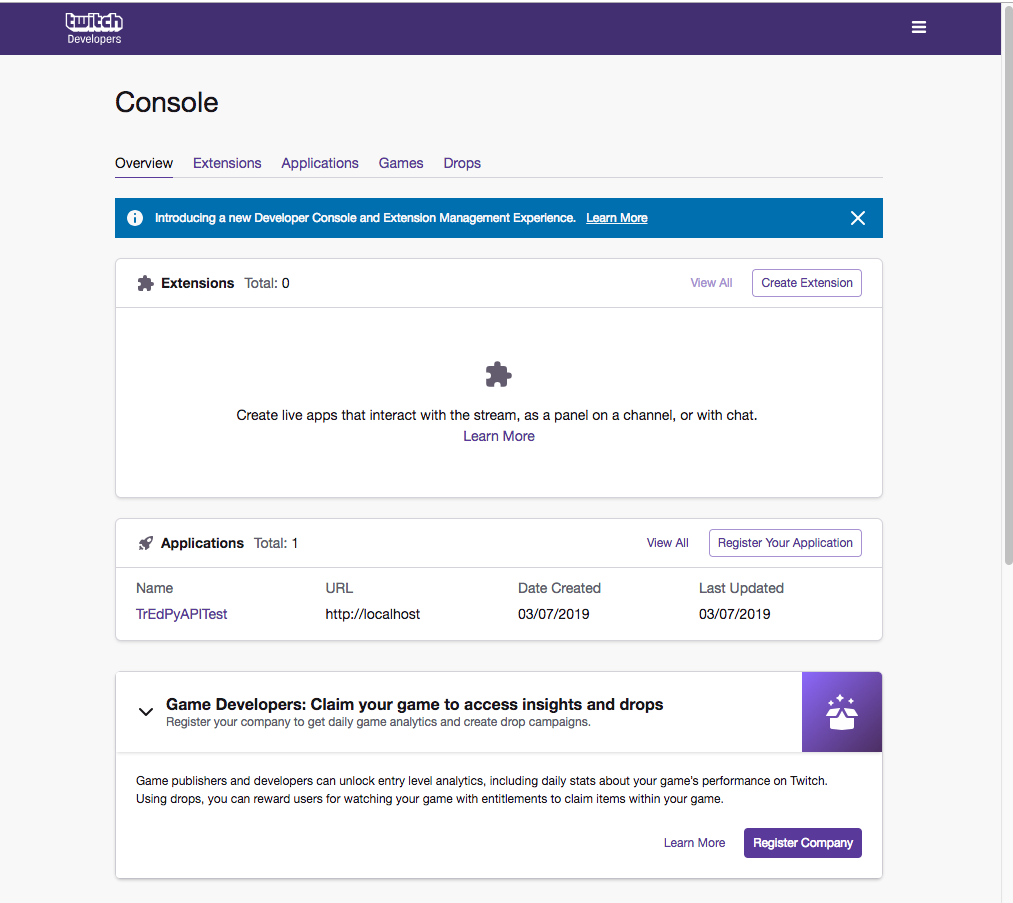 twitch
Developers
Console
Overview Extensions Applications Games Drops
Introducing a new Developer Console and Extension Management Experience. Learn More
Extensions Total: 0 View All Create Extension
Create live apps that interact with the stream, as a panel on a channel, or with chat.
Learn More
Applications Total: 1 View All Register Your Application
Name URL Date Created Last Updated
TrEdPyAPITest http://localhost 03/07/2019 03/07/2019
Game Developers: Claim your game to access insights and drops
Register your company to get daily game analytics and create drop campaigns.
Game publishers and developers can unlock entry level analytics, including daily stats about your game's performance on Twitch.
Using drops, you can reward users for watching your game with entitlements to claim items within your game.
Learn More Register Company